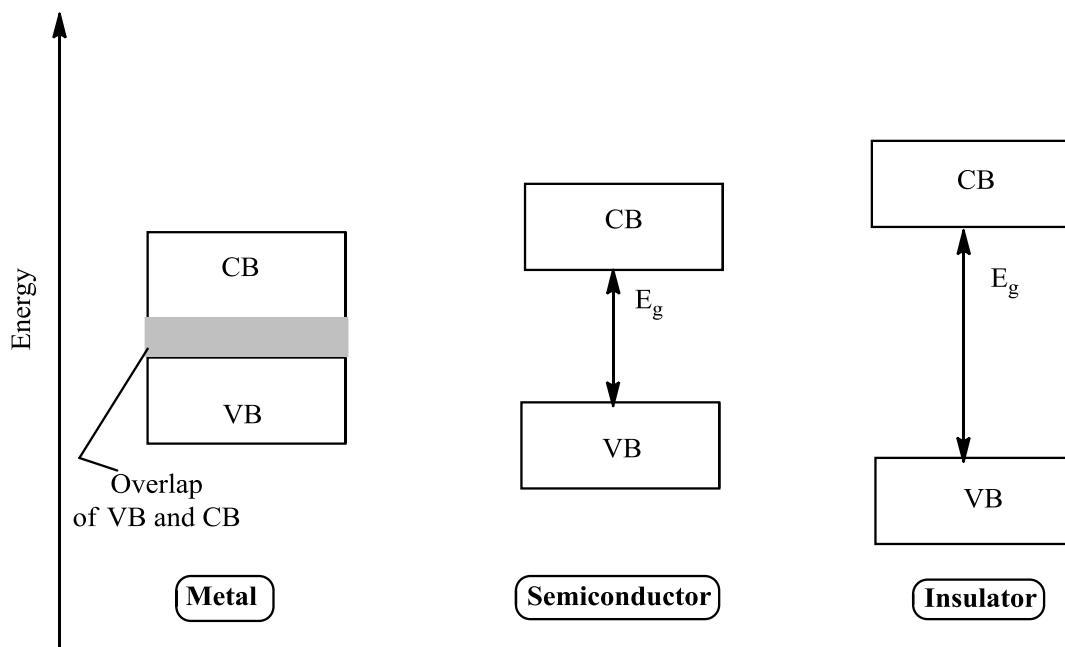 Energy
CB
VB
Overlap
of VB and CB
Metal
CB
E_g
VB
Semiconductor
CB
E_g
VB
Insulator